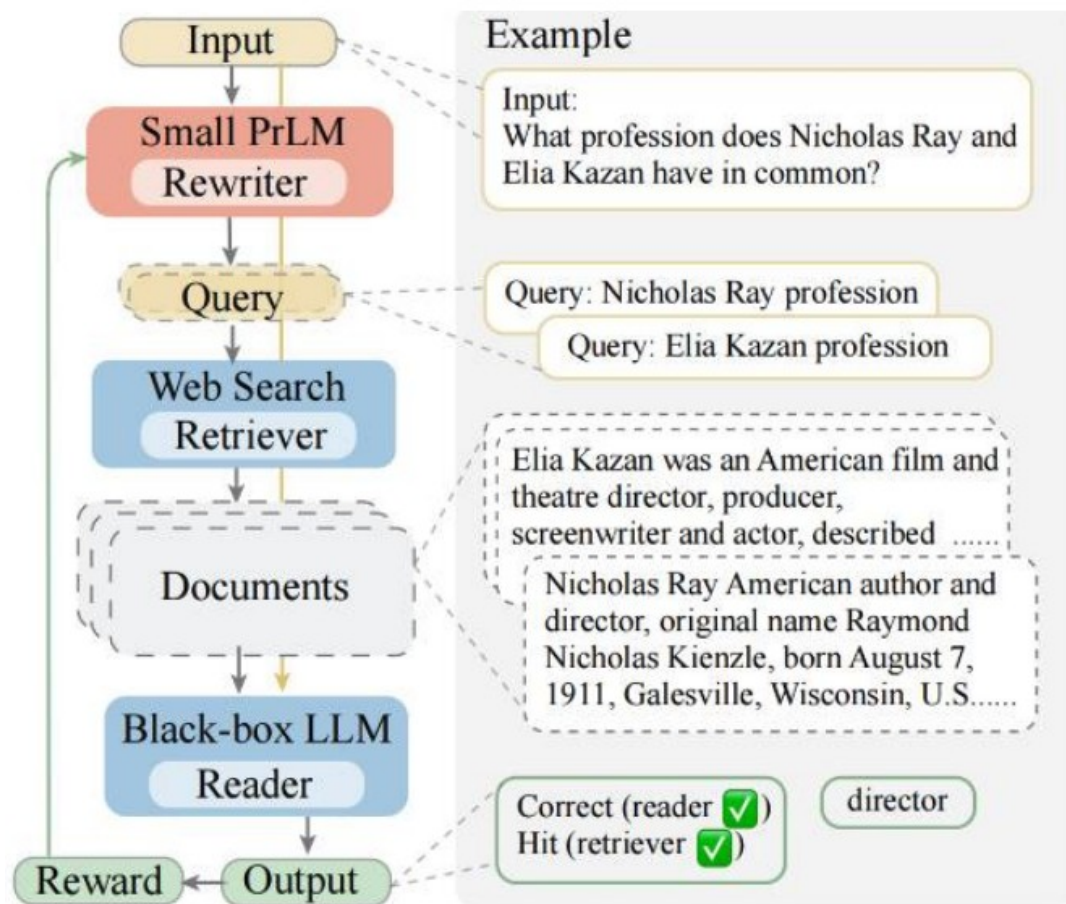 Input
Small PrLM
Rewriter
Query
Web Search
Retriever
Documents
Black-box LLM
Reader
Reward
Output
Example
Input:
What profession does Nicholas Ray and
Elia Kazan have in common?
Query: Nicholas Ray profession
Query: Elia Kazan profession
Elia Kazan was an American film and
theatre director, producer,
screenwriter and actor, described ......
Nicholas Ray American author and
director, original name Raymond
Nicholas Kienzle, born August 7,
1911, Galesville, Wisconsin, U.S......
Correct (reader ✅)
Hit (retriever ✅)
director